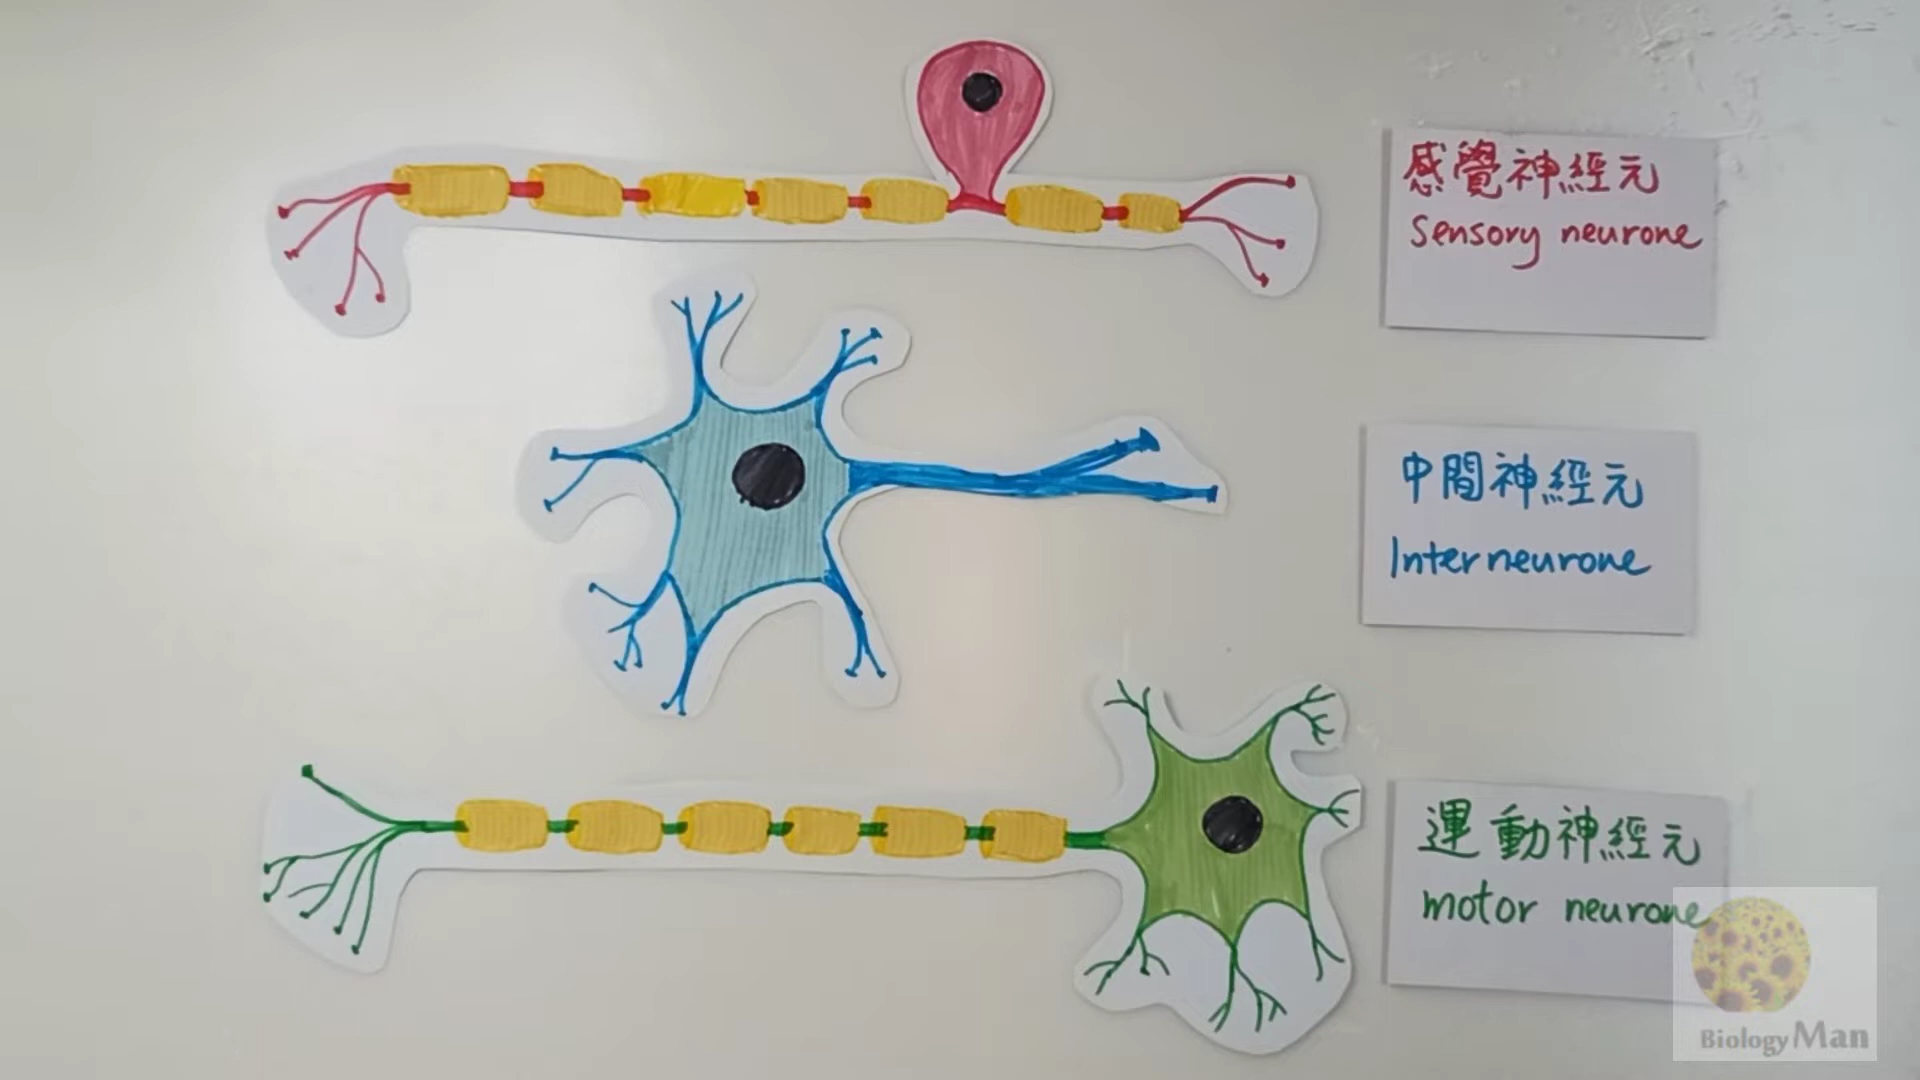 感覺神經元
Sensory neurone
中間神經元
Interneurone
運動神經元
motor neurone
BiologyMan